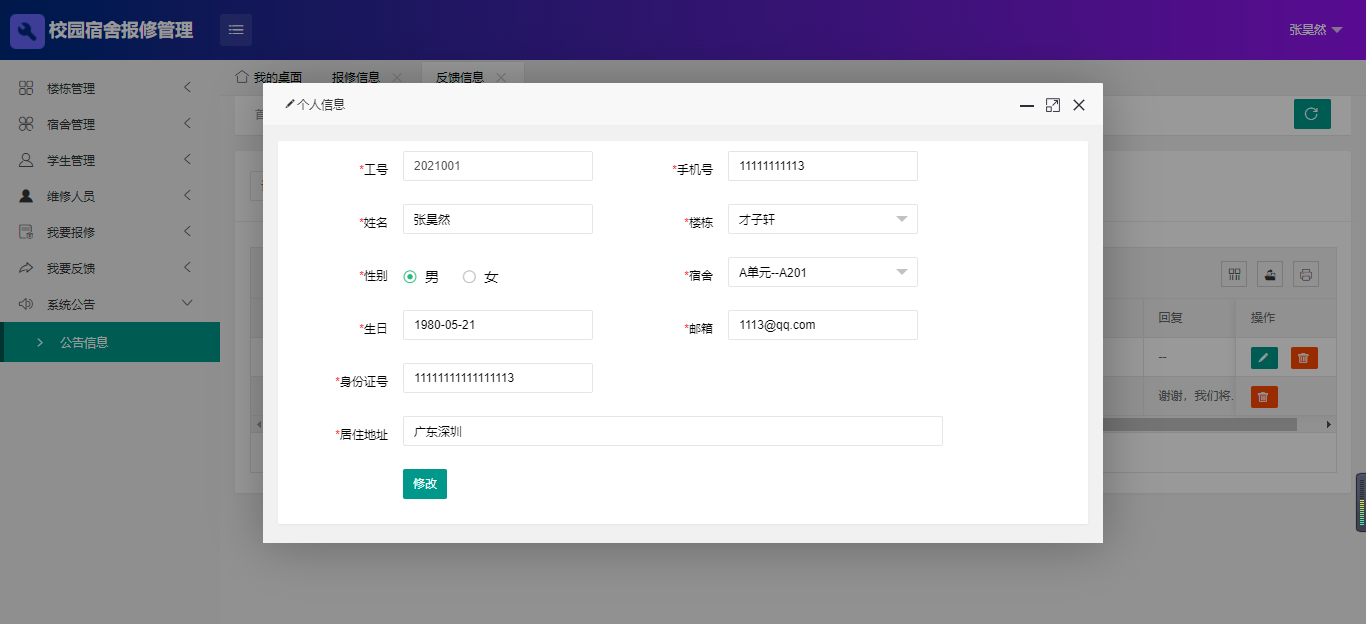 校园宿舍报修管理
张昊然
楼栋管理
宿舍管理
学生管理
维修人员
我要报修
我要反馈
系统公告
公告信息
我的桌面 报修信息 反馈信息
首
个人信息
*工号 2021001 *手机号 11111111113
*姓名 张昊然 *楼栋 才子轩
*性别 男 女 *宿舍 A单元--A201
*生日 1980-05-21 *邮箱 1113@qq.com
*身份证号 11111111111111113
*居住地址 广东深圳
修改
回复 操作
--
谢谢，我们将.